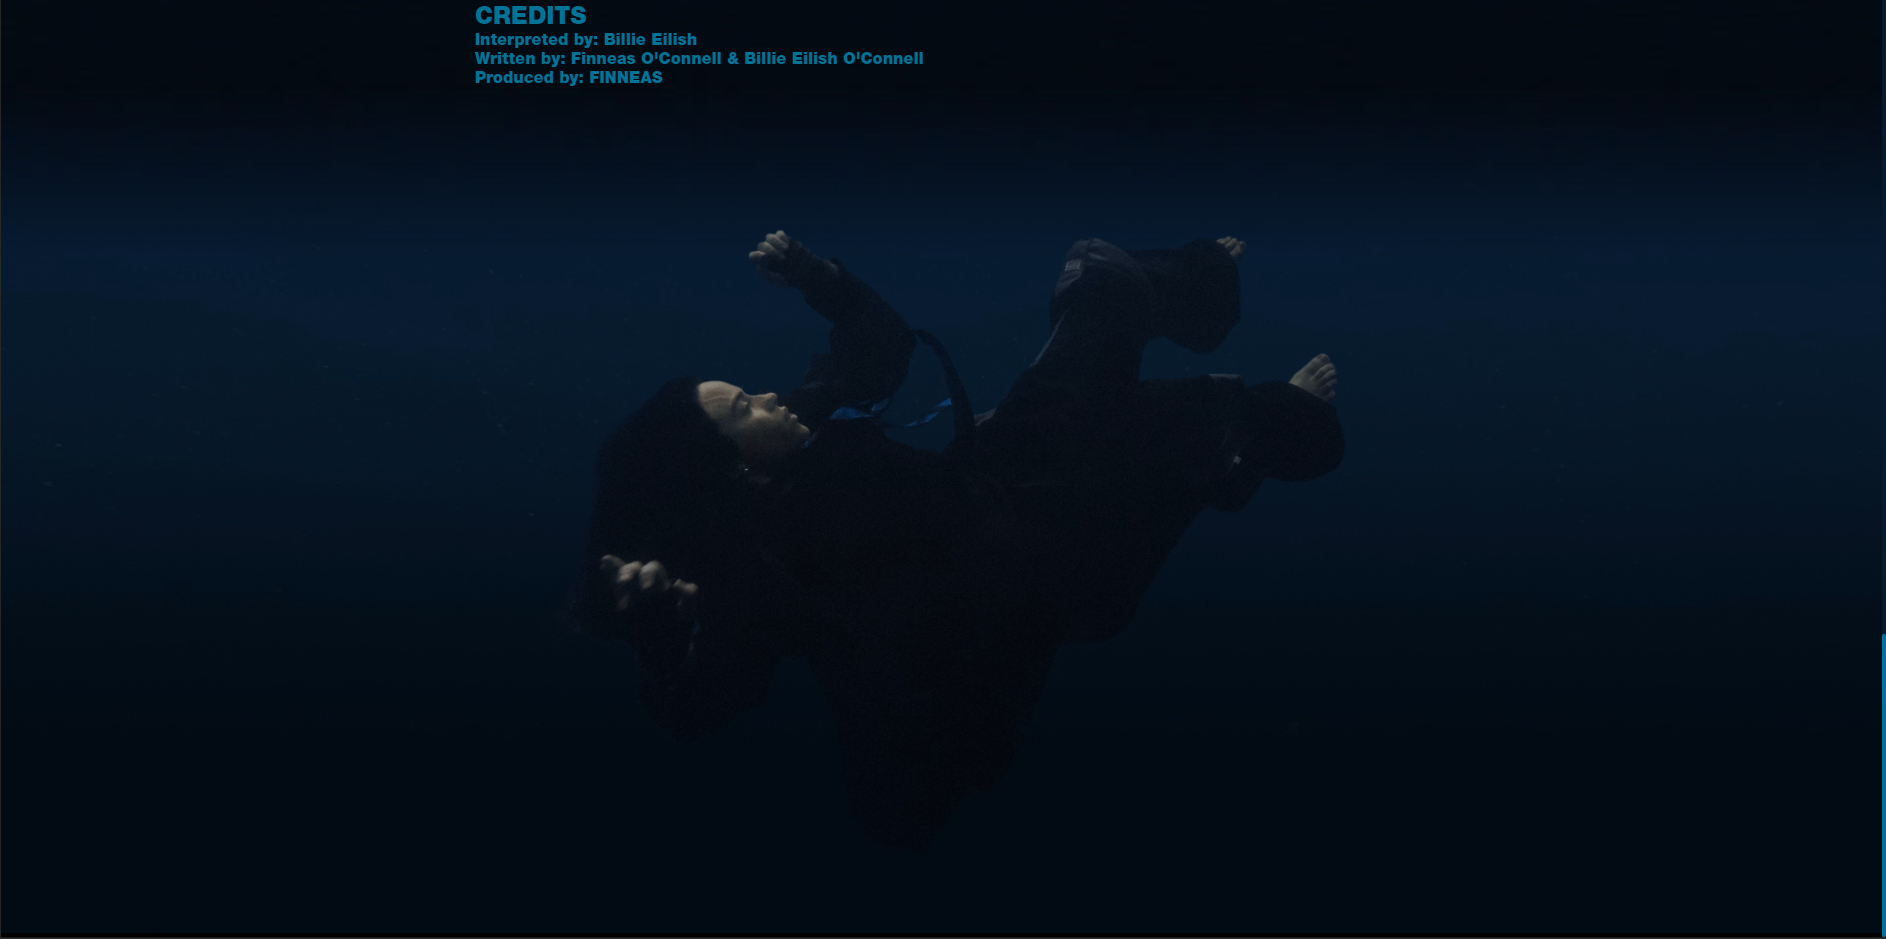 CREDITS
Interpreted by: Billie Eilish
Written by: Finneas O'Connell & Billie Eilish O'Connell
Produced by: FINNEAS